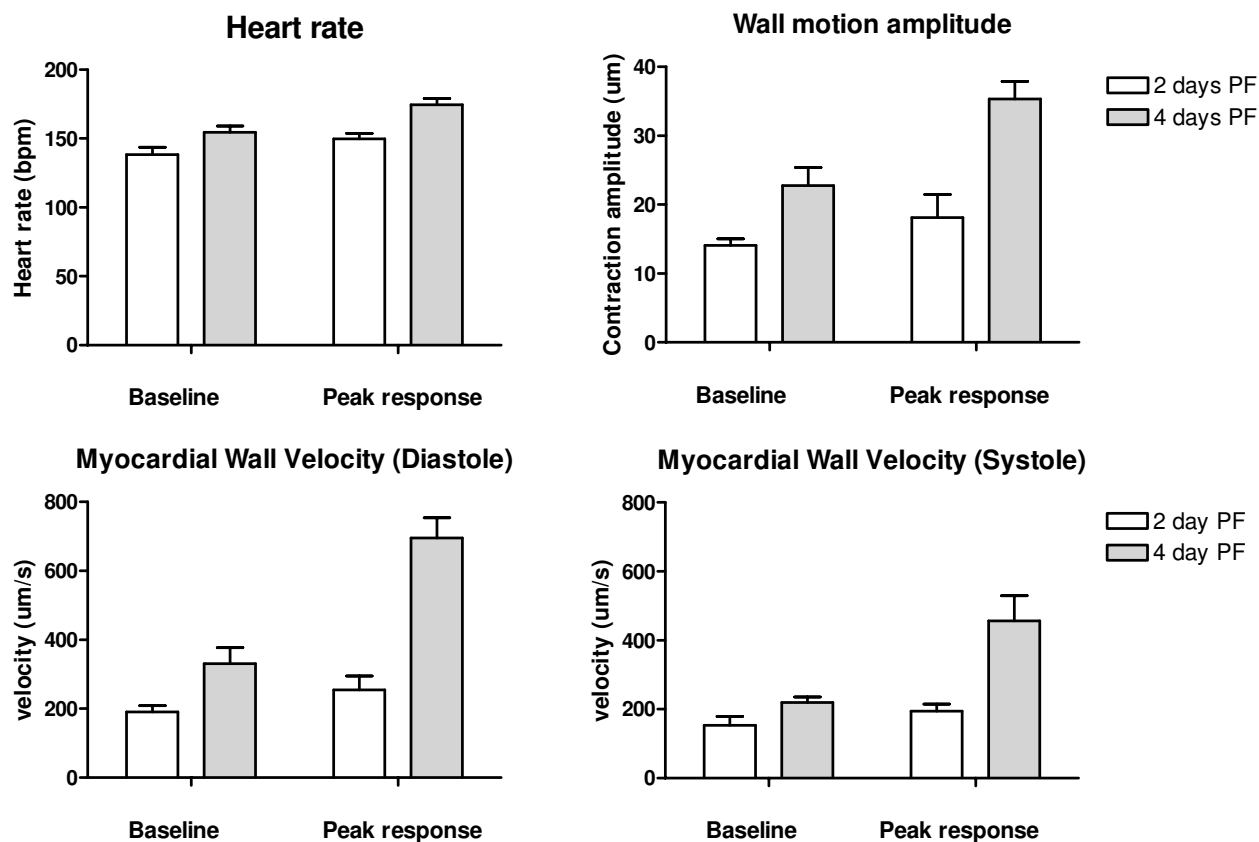 Heart rate
Heart rate (bpm)
200
150
100
50
0
Baseline Peak response
Wall motion amplitude
Contraction amplitude (um)
40
30
20
10
0
Baseline Peak response
2 days PF
4 days PF
Myocardial Wall Velocity (Diastole)
velocity (um/s)
800
600
400
200
0
Baseline Peak response
Myocardial Wall Velocity (Systole)
velocity (um/s)
800
600
400
200
0
Baseline Peak response
2 day PF
4 day PF